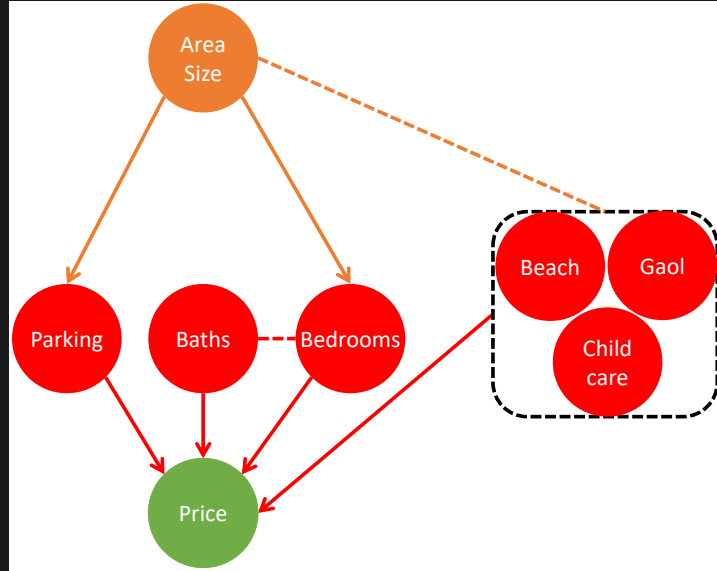 Area
Size
Beach
Gaol
Parking
Baths
Bedrooms
Child
care
Price